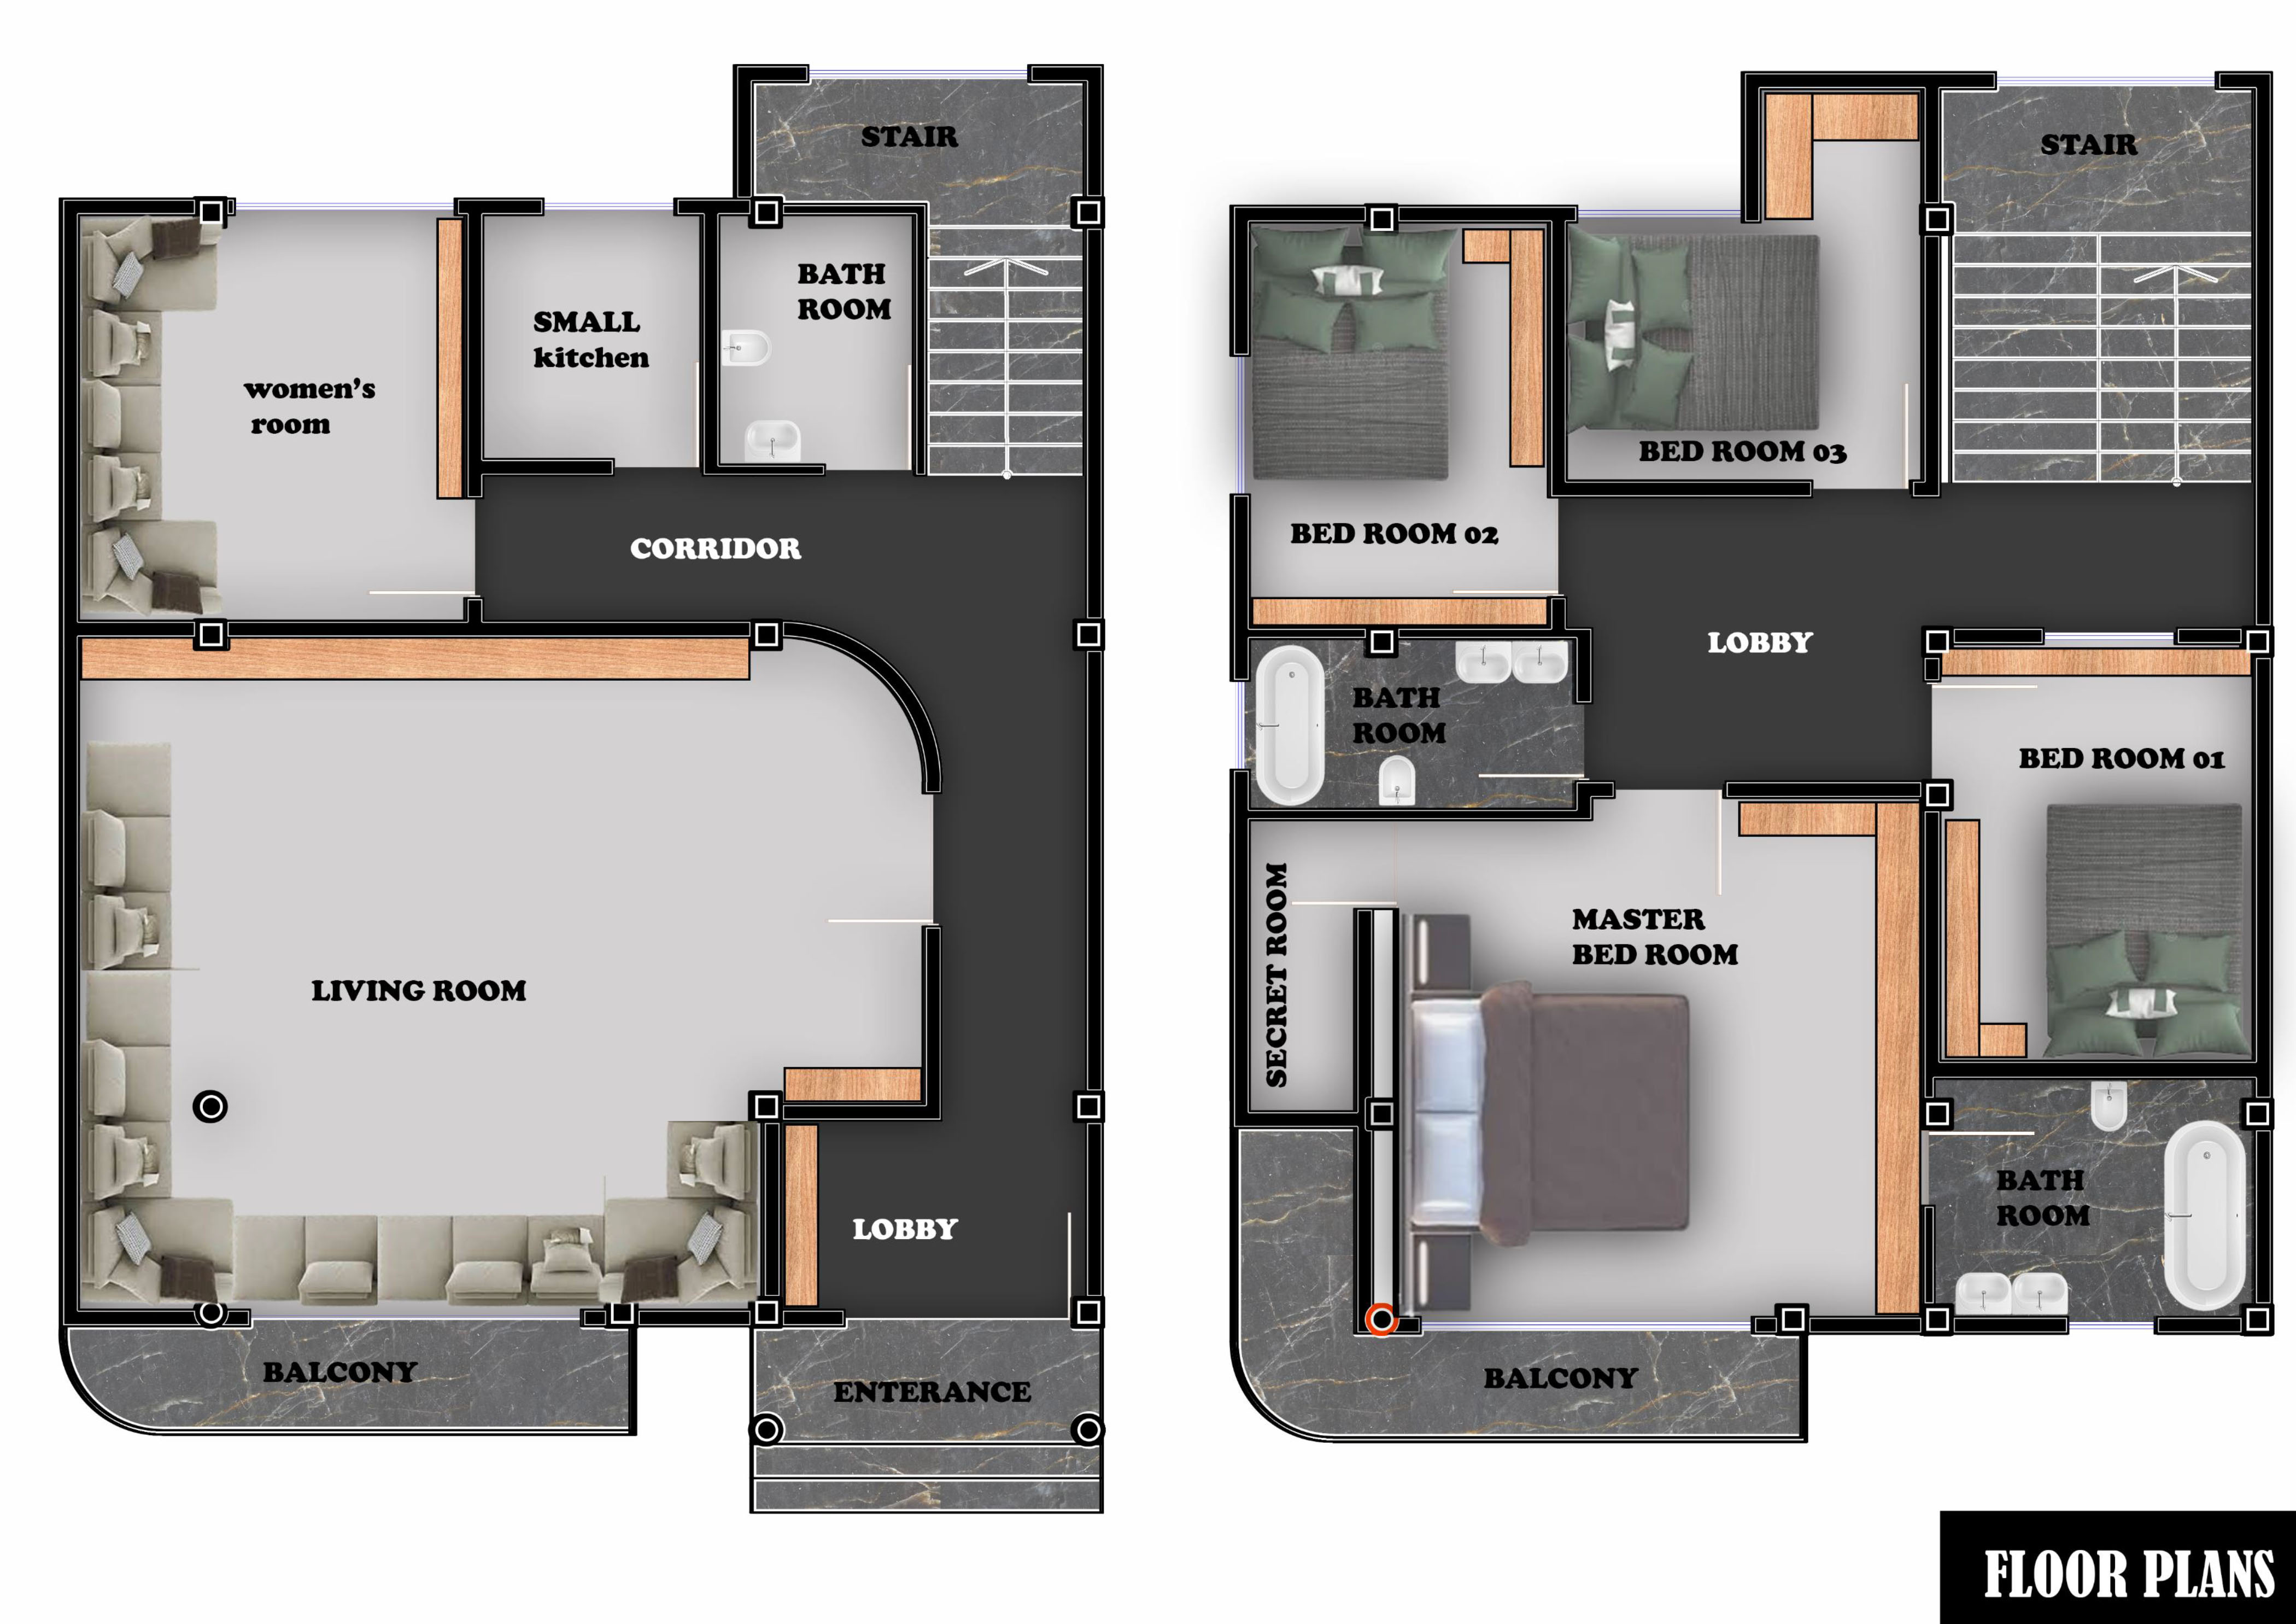 STAIR
BATH
ROOM
SMALL
kitchen
women's
room
CORRIDOR
LIVING ROOM
LOBBY
BALCONY
ENTERANCE
STAIR
BED ROOM 03
BED ROOM 02
LOBBY
BATH
ROOM
BED ROOM 01
SECRET ROOM
MASTER
BED ROOM
BATH
ROOM
BALCONY
FLOOR PLANS